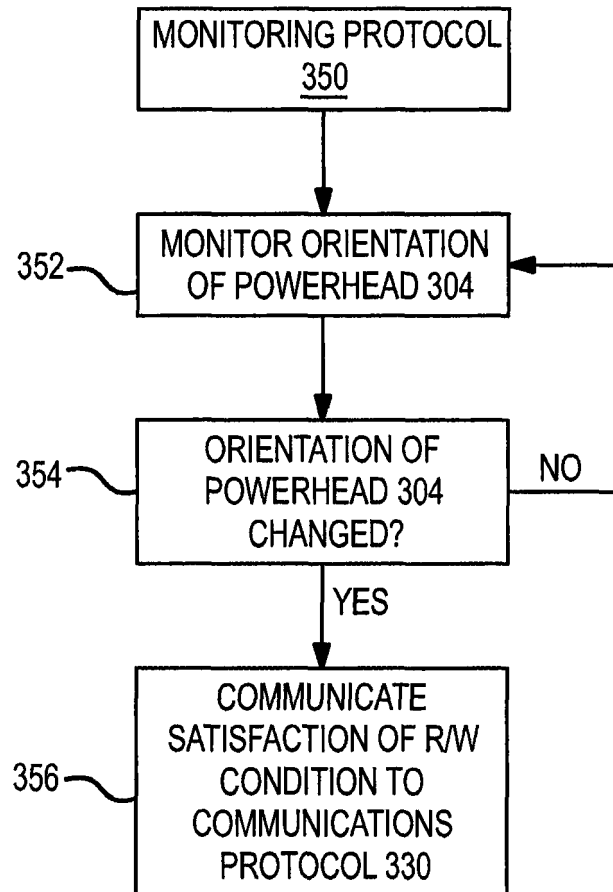 MONITORING PROTOCOL
350
352
MONITOR ORIENTATION
OF POWERHEAD 304
354
ORIENTATION OF
POWERHEAD 304
CHANGED?
NO
YES
356
COMMUNICATE
SATISFACTION OF R/W
CONDITION TO
COMMUNICATIONS
PROTOCOL 330